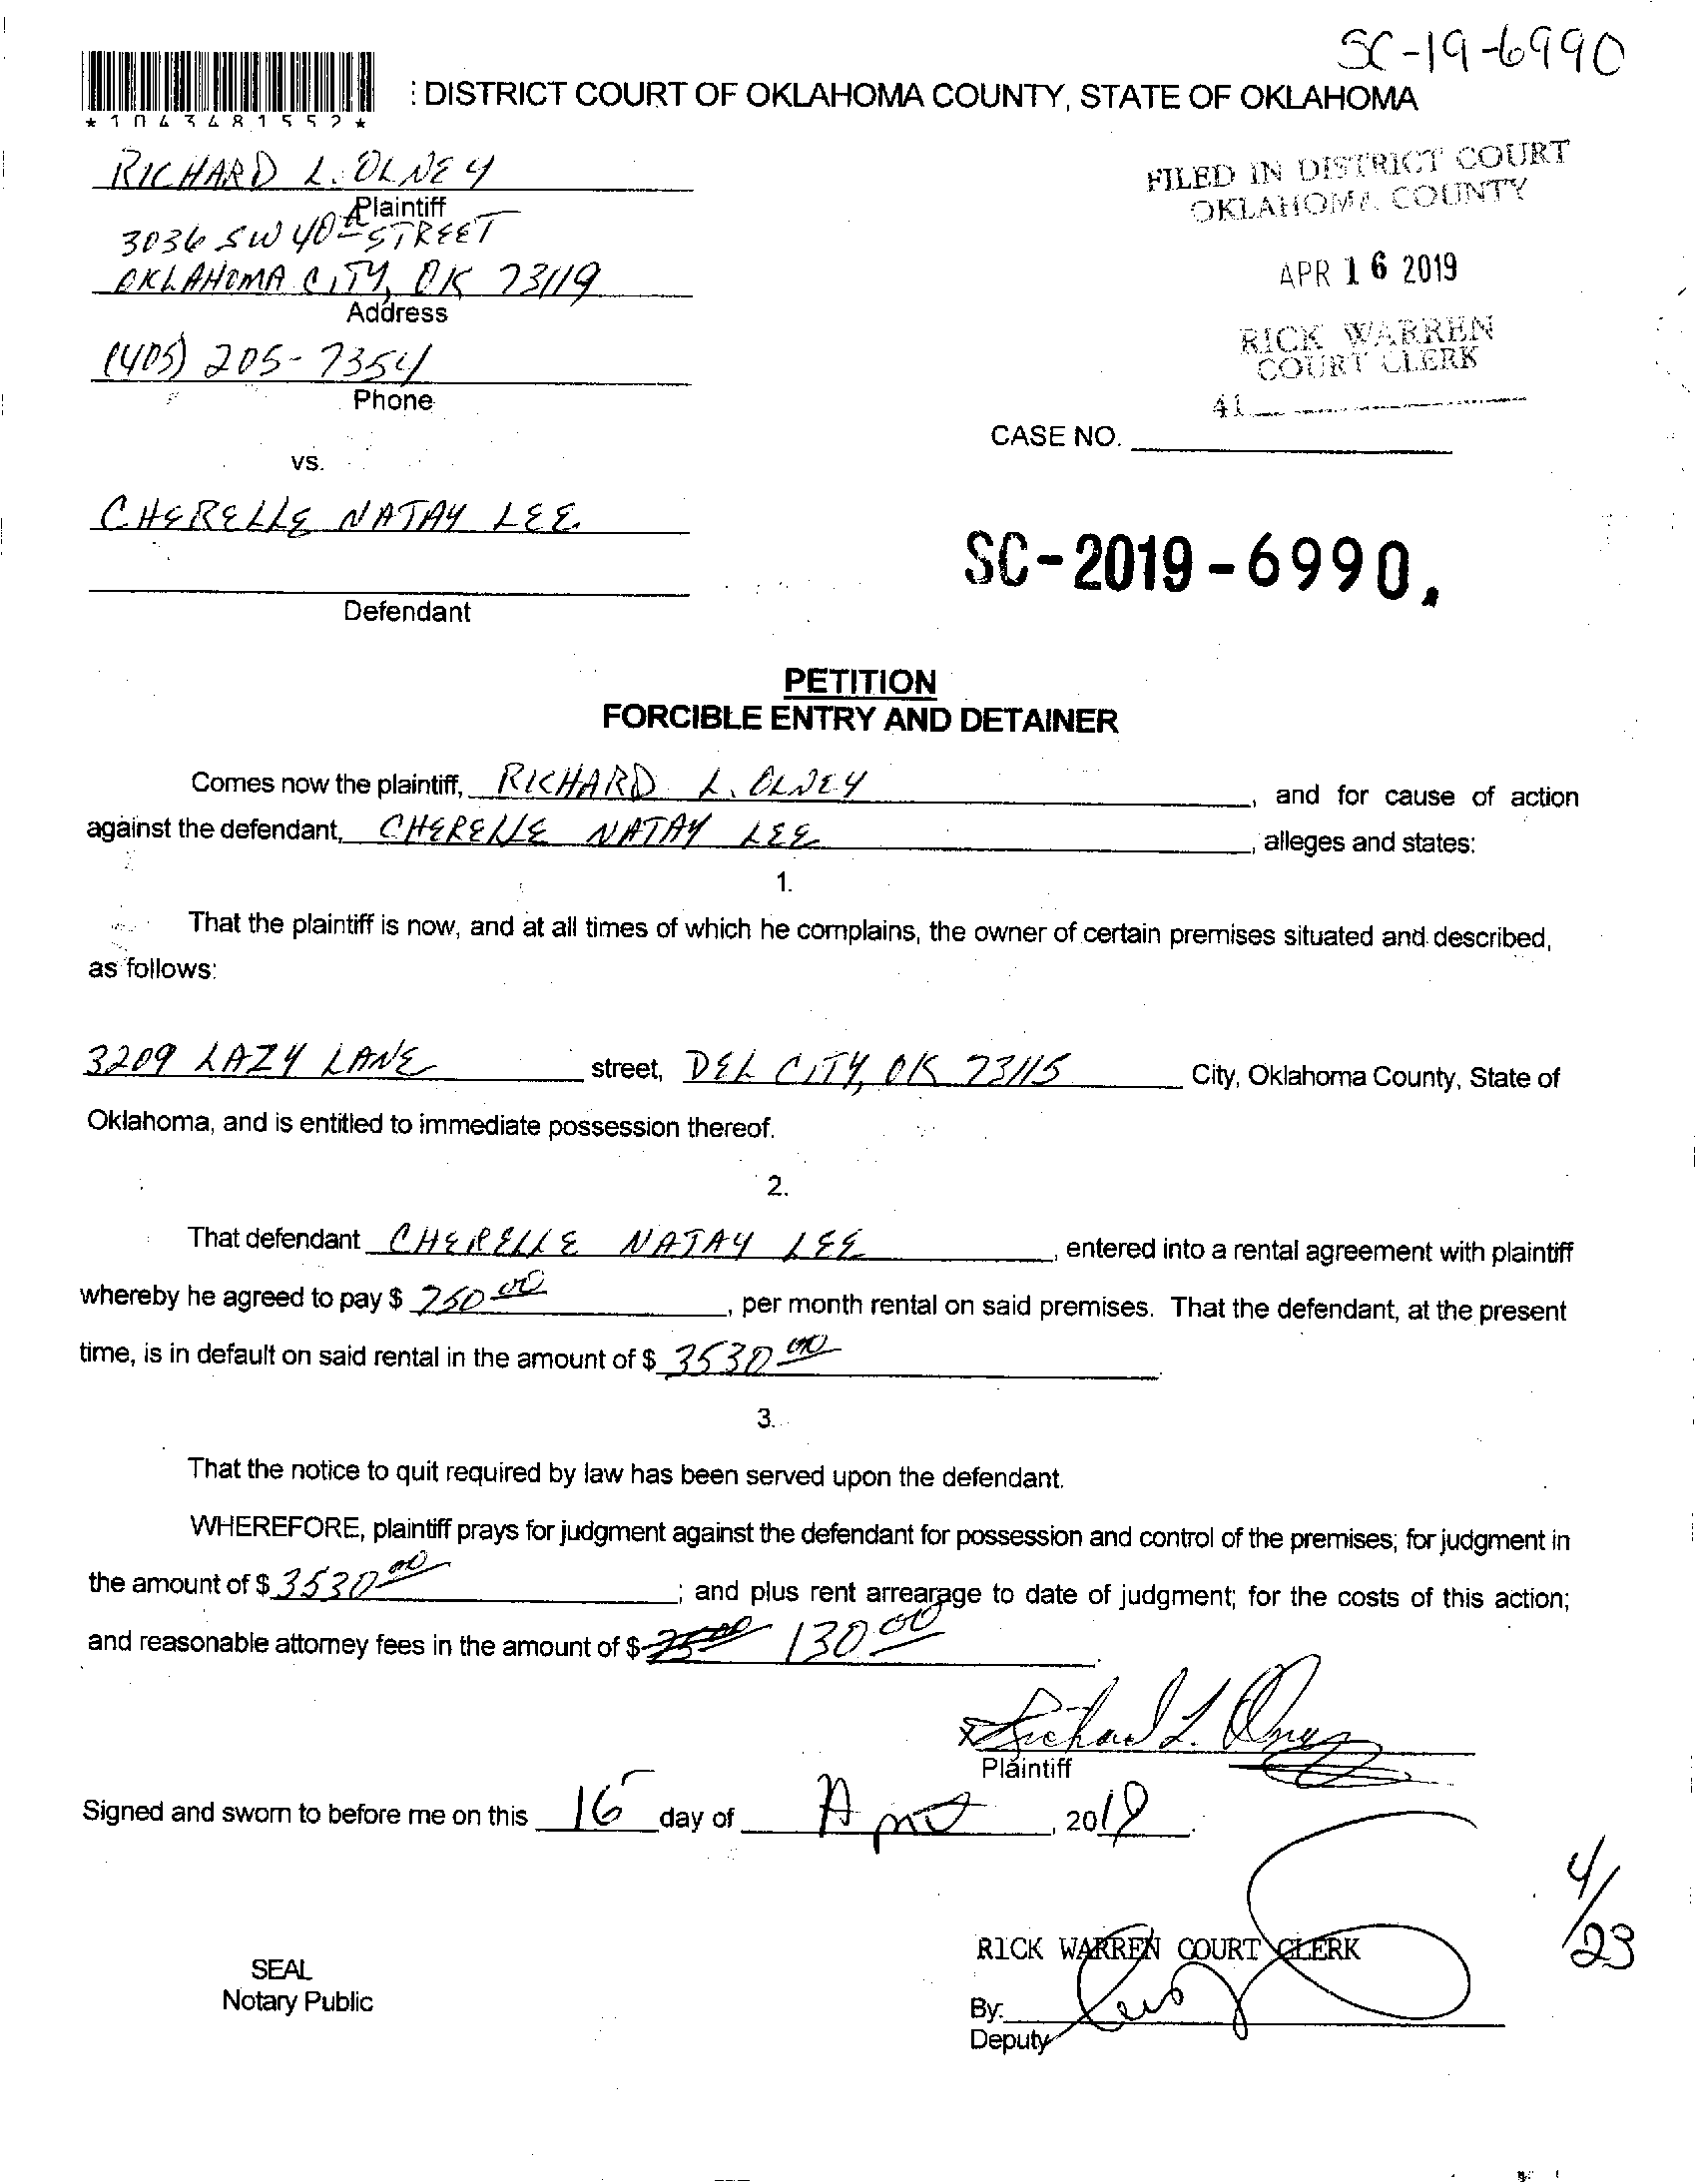 SC-19-6990
: DISTRICT COURT OF OKLAHOMA COUNTY, STATE OF OKLAHOMA
* 1 0 4 3 4 8 1 5 5 2 *
RICHARD L. OLNEY
Plaintiff
3036 SW 40th STREET
OKLAHOMA CITY, OK 73119
Address
(405) 205-7354
Phone
FILED IN DISTRICT COURT
OKLAHOMA COUNTY
APR 16 2019
RICK WARREN
COURT CLERK
41
CASE NO.
vs.
CHERELLE NATAY LEE
Defendant
SC-2019-6990
PETITION
FORCIBLE ENTRY AND DETAINER
Comes now the plaintiff, RICHARD L. OLNEY, and for cause of action
against the defendant, CHERELLE NATAY LEE, alleges and states:
1.
That the plaintiff is now, and at all times of which he complains, the owner of certain premises situated and described,
as follows:
3209 LAZY LANE street, DEL CITY, OK 73115 City, Oklahoma County, State of
Oklahoma, and is entitled to immediate possession thereof.
2.
That defendant CHERELLE NATAY LEE, entered into a rental agreement with plaintiff
whereby he agreed to pay $ 750 00, per month rental on said premises. That the defendant, at the present
time, is in default on said rental in the amount of $ 3530 00.
3.
That the notice to quit required by law has been served upon the defendant.
WHEREFORE, plaintiff prays for judgment against the defendant for possession and control of the premises; for judgment in
the amount of $ 3530 00; and plus rent arrearage to date of judgment; for the costs of this action;
and reasonable attorney fees in the amount of $ 130 00.
x Richard L. Olney
Plaintiff
Signed and sworn to before me on this 16 day of April, 2019.
4/23
RICK WARREN COURT CLERK
SEAL
Notary Public
By:
Deputy